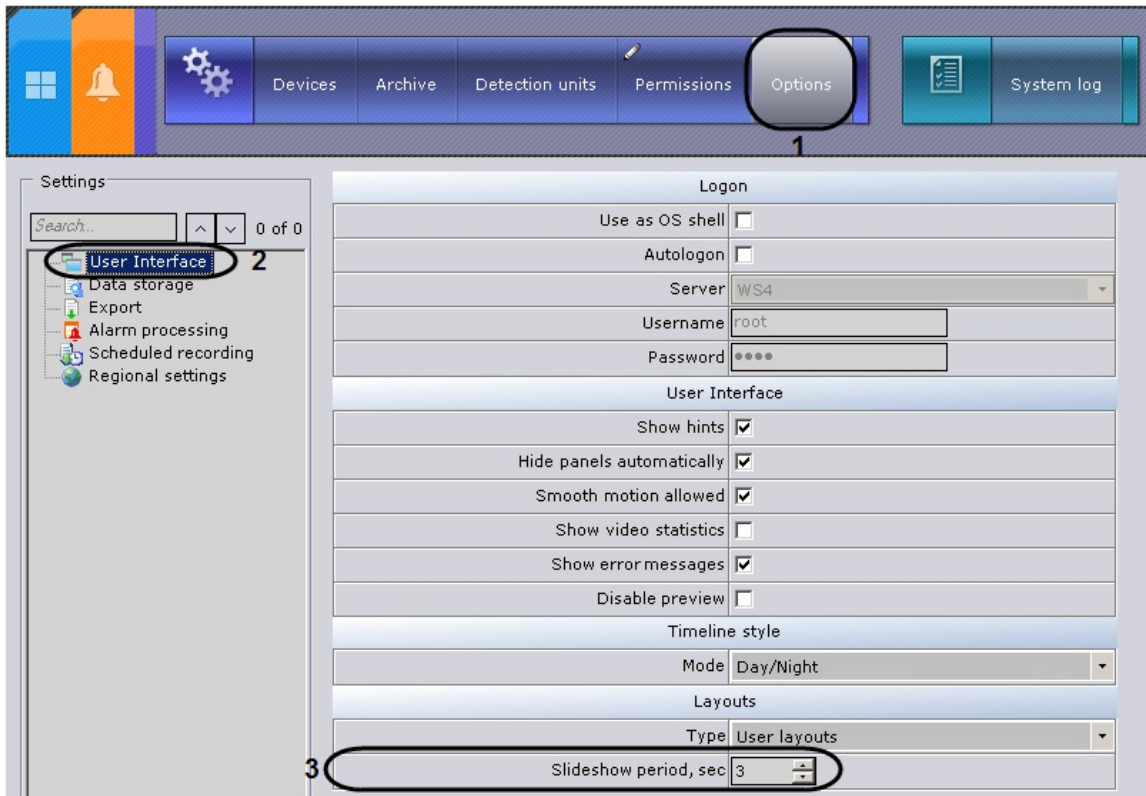 Devices
Archive
Detection units
Permissions
Options
System log
1
Settings
Search...
0 of 0
User Interface
2
Data storage
Export
Alarm processing
Scheduled recording
Regional settings
Logon
Use as OS shell
Autologon
Server WS4
Username root
Password ••••
User Interface
Show hints
Hide panels automatically
Smooth motion allowed
Show video statistics
Show error messages
Disable preview
Timeline style
Mode Day/Night
Layouts
Type User layouts
3 Slideshow period, sec 3